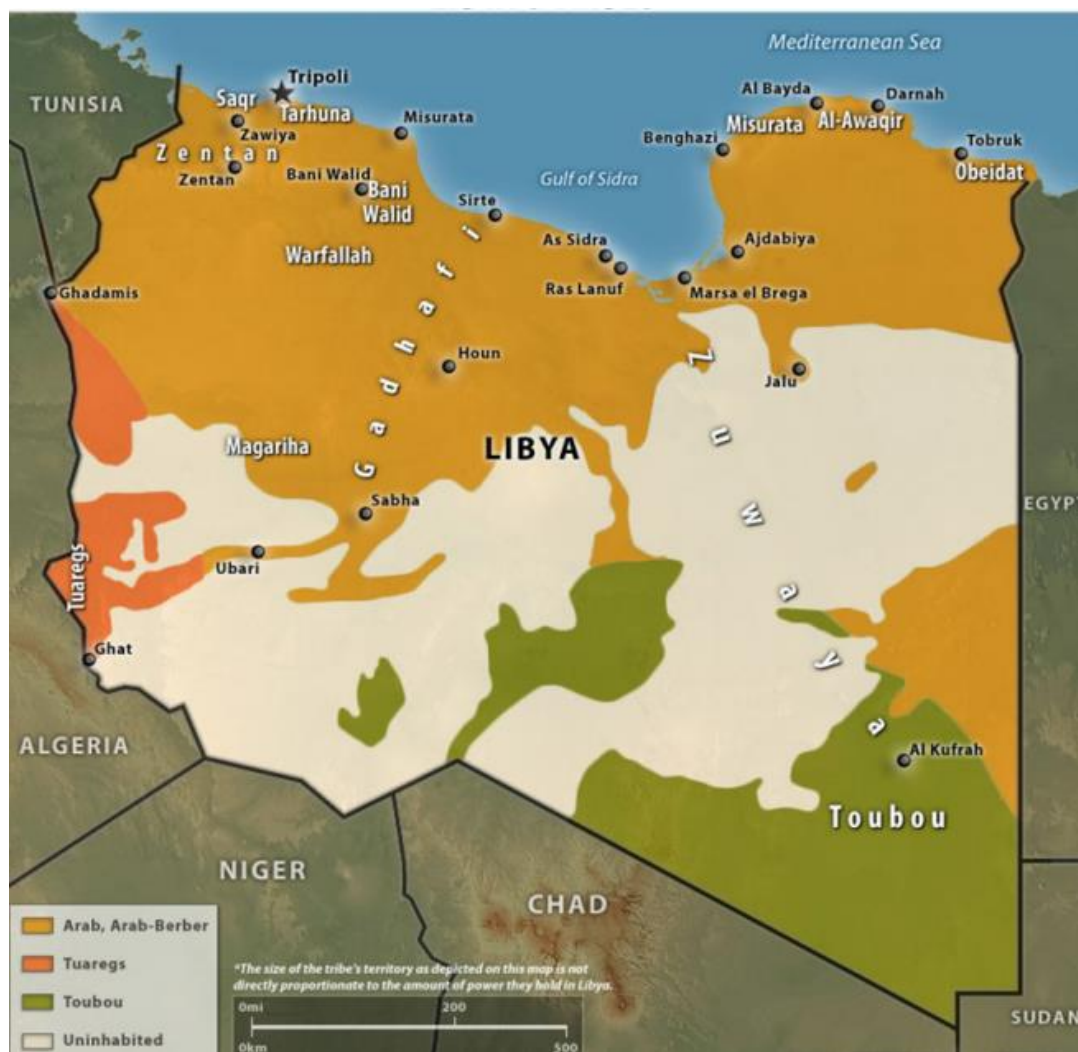 Mediterranean Sea
TUNISIA
Tripoli
Saqr
Tarhuna
Zawiya
Misurata
Zentan
Zentan
Bani Walid
Bani
Walid
Al Bayda
Darnah
Misurata
Al-Awaqir
Benghazi
Tobruk
Obeidat
Gulf of Sidra
Sirte
Warfallah
As Sidra
Ajdabiya
Ras Lanuf
Marsa el Brega
Ghadamis
Gadhafi
Houn
Zuwaya
Jalu
Magariha
LIBYA
Sabha
EGYPT
Ubari
Tuaregs
Ghat
ALGERIA
Al Kufrah
Toubou
NIGER
CHAD
SUDAN
Arab, Arab-Berber
Tuaregs
Toubou
Uninhabited
*The size of the tribe's territory as depicted on this map is not
directly proportionate to the amount of power they hold in Libya.
0mi 200
0km 500